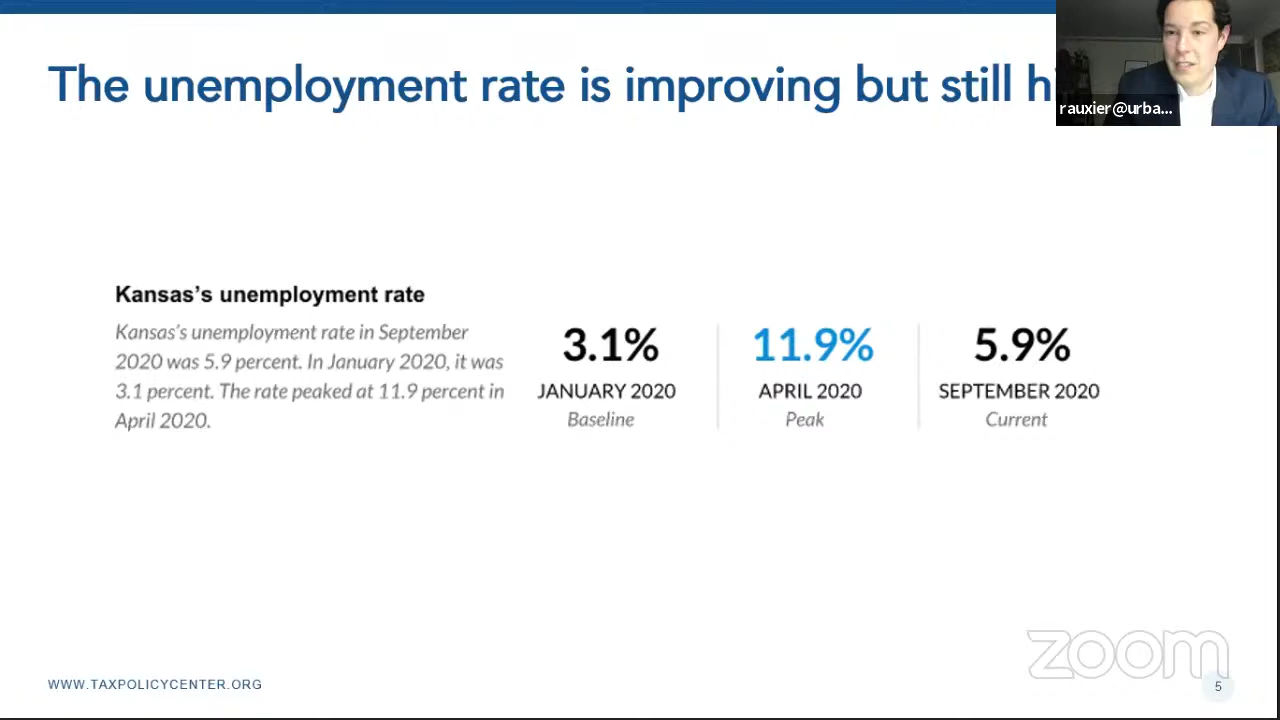 The unemployment rate is improving but still
rauxier@urba...
Kansas's unemployment rate
Kansas's unemployment rate in September
2020 was 5.9 percent. In January 2020, it was
3.1 percent. The rate peaked at 11.9 percent in
April 2020.
3.1%
JANUARY 2020
Baseline
11.9%
APRIL 2020
Peak
5.9%
SEPTEMBER 2020
Current
zoom
WWW.TAXPOLICYCENTER.ORG
5